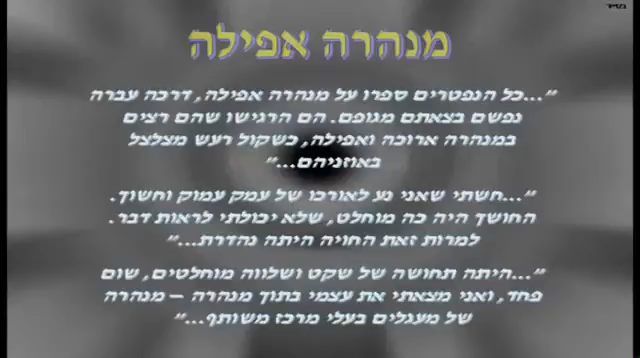 בס״ד
מנהרה אפילה
״...כל הנפטרים ספרו על מנהרה אפילה, דרכה עברה
נפשם בצאתם מגופם. הם הרגישו שהם רצים
במנהרה ארוכה ואפילה, כשקול רעש מצלצל
באוזניהם...״
״...חשתי שאני נע לאורכו של עמק עמוק וחשוך.
החושך היה כה מוחלט, שלא יכולתי לראות דבר.
למרות זאת החויה היתה נהדרת...״
״...היתה תחושה של שקט ושלווה מוחלטים, שום
פחד, ואני מצאתי את עצמי בתוך מנהרה – מנהרה
של מעגלים בעלי מרכז משותף...״